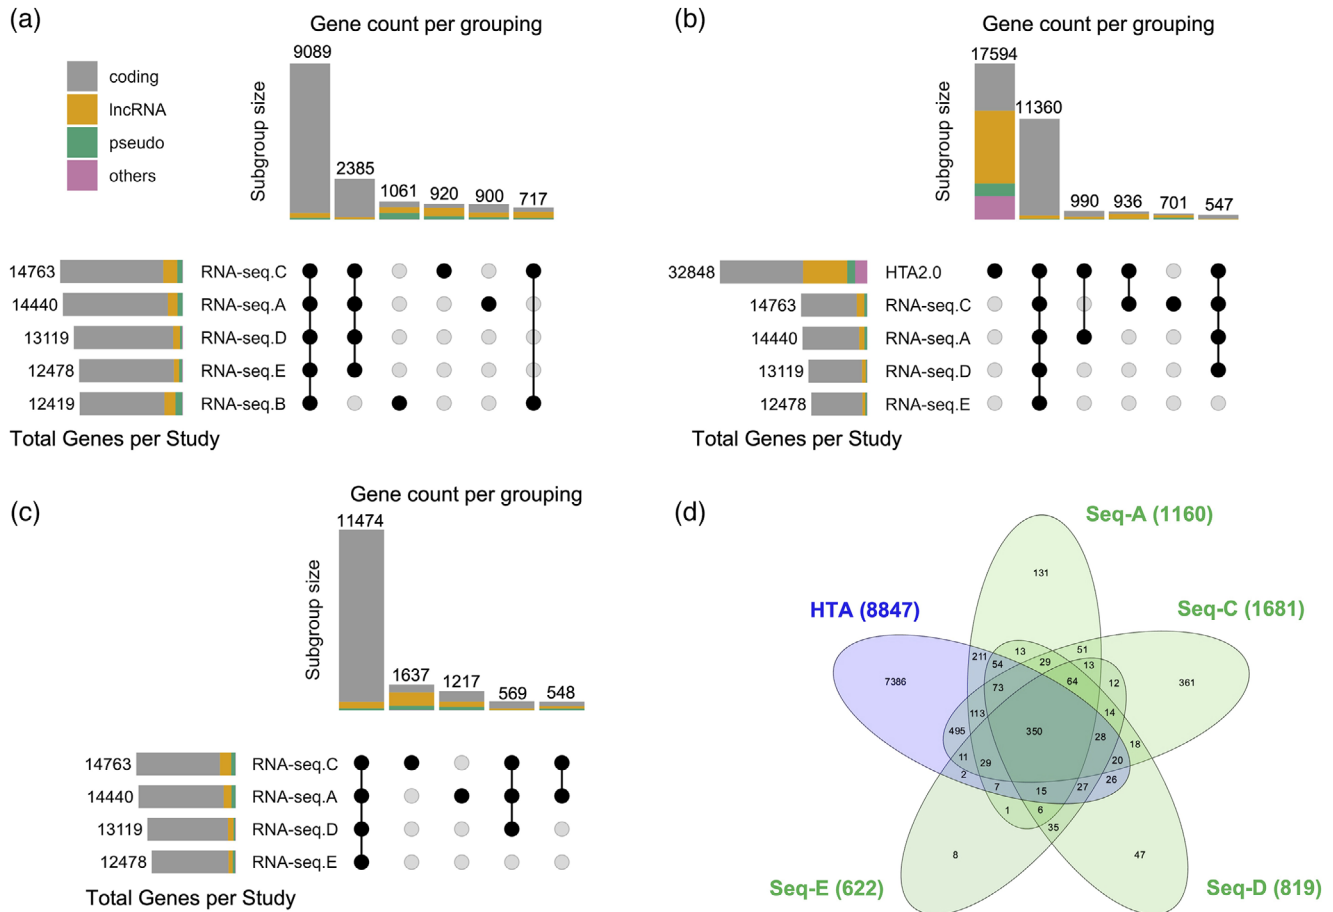 (a)
Gene count per grouping
coding
lncRNA
pseudo
others
Subgroup size
9089
2385
1061
920
900
717
14763 RNA-seq.C
14440 RNA-seq.A
13119 RNA-seq.D
12478 RNA-seq.E
12419 RNA-seq.B
Total Genes per Study
(b)
Gene count per grouping
Subgroup size
17594
11360
990
936
701
547
32848 HTA2.0
14763 RNA-seq.C
14440 RNA-seq.A
13119 RNA-seq.D
12478 RNA-seq.E
Total Genes per Study
(c)
Gene count per grouping
Subgroup size
11474
1637
1217
569
548
14763 RNA-seq.C
14440 RNA-seq.A
13119 RNA-seq.D
12478 RNA-seq.E
Total Genes per Study
(d)
Seq-A (1160)
HTA (8847)
Seq-C (1681)
Seq-E (622)
Seq-D (819)
131
7386
361
8
47
211
54
13
29
51
13
12
73
64
113
14
495
350
28
18
11
29
20
2
7
15
27
26
1
6
35